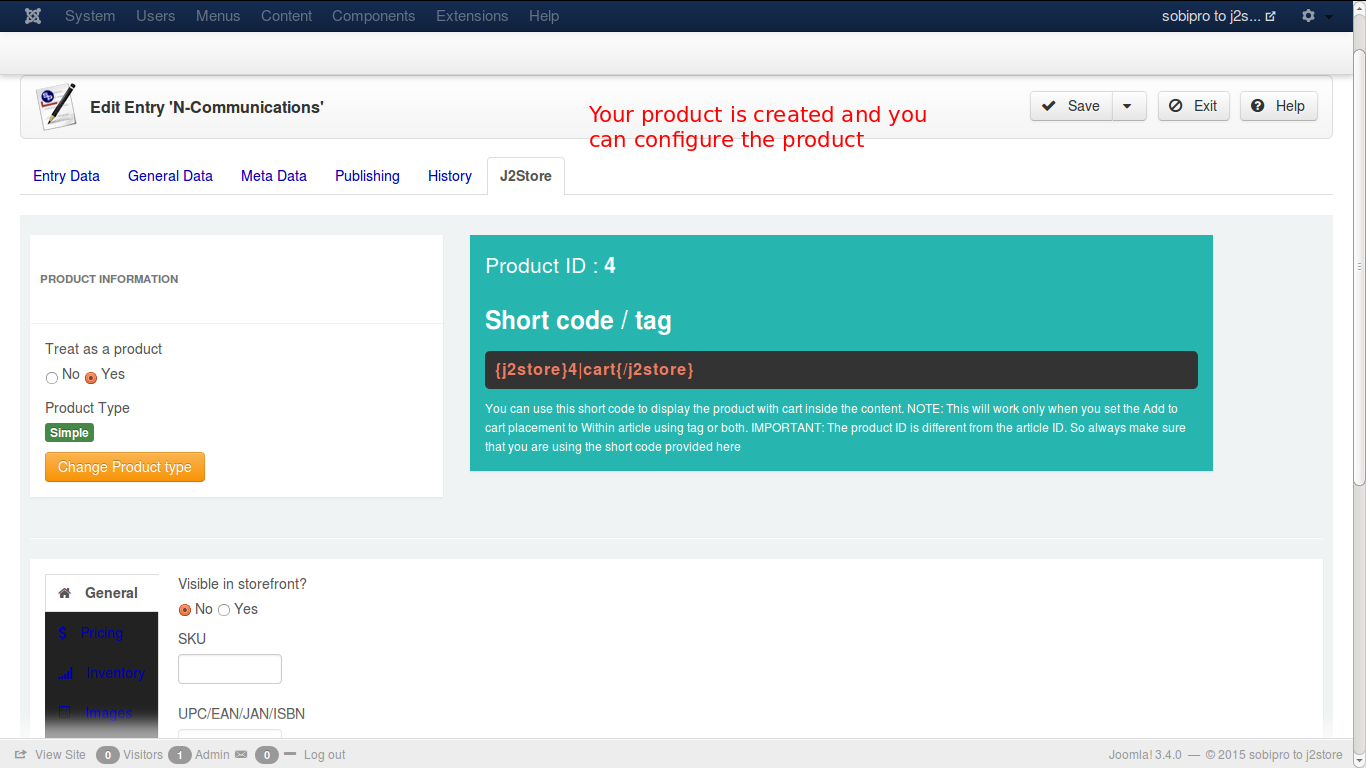 System Users Menus Content Components Extensions Help sobipro to j2s...
Edit Entry 'N-Communications'
Save Exit Help
Your product is created and you
can configure the product
Entry Data General Data Meta Data Publishing History J2Store
PRODUCT INFORMATION
Treat as a product
No Yes
Product Type
Simple
Change Product type
Product ID : 4
Short code / tag
{j2store}4|cart{/j2store}
You can use this short code to display the product with cart inside the content. NOTE: This will work only when you set the Add to
cart placement to Within article using tag or both. IMPORTANT: The product ID is different from the article ID. So always make sure
that you are using the short code provided here
General
Pricing
Inventory
Images
Visible in storefront?
No Yes
SKU
UPC/EAN/JAN/ISBN
View Site 0 Visitors 1 Admin 0 Log out Joomla! 3.4.0 — © 2015 sobipro to j2store